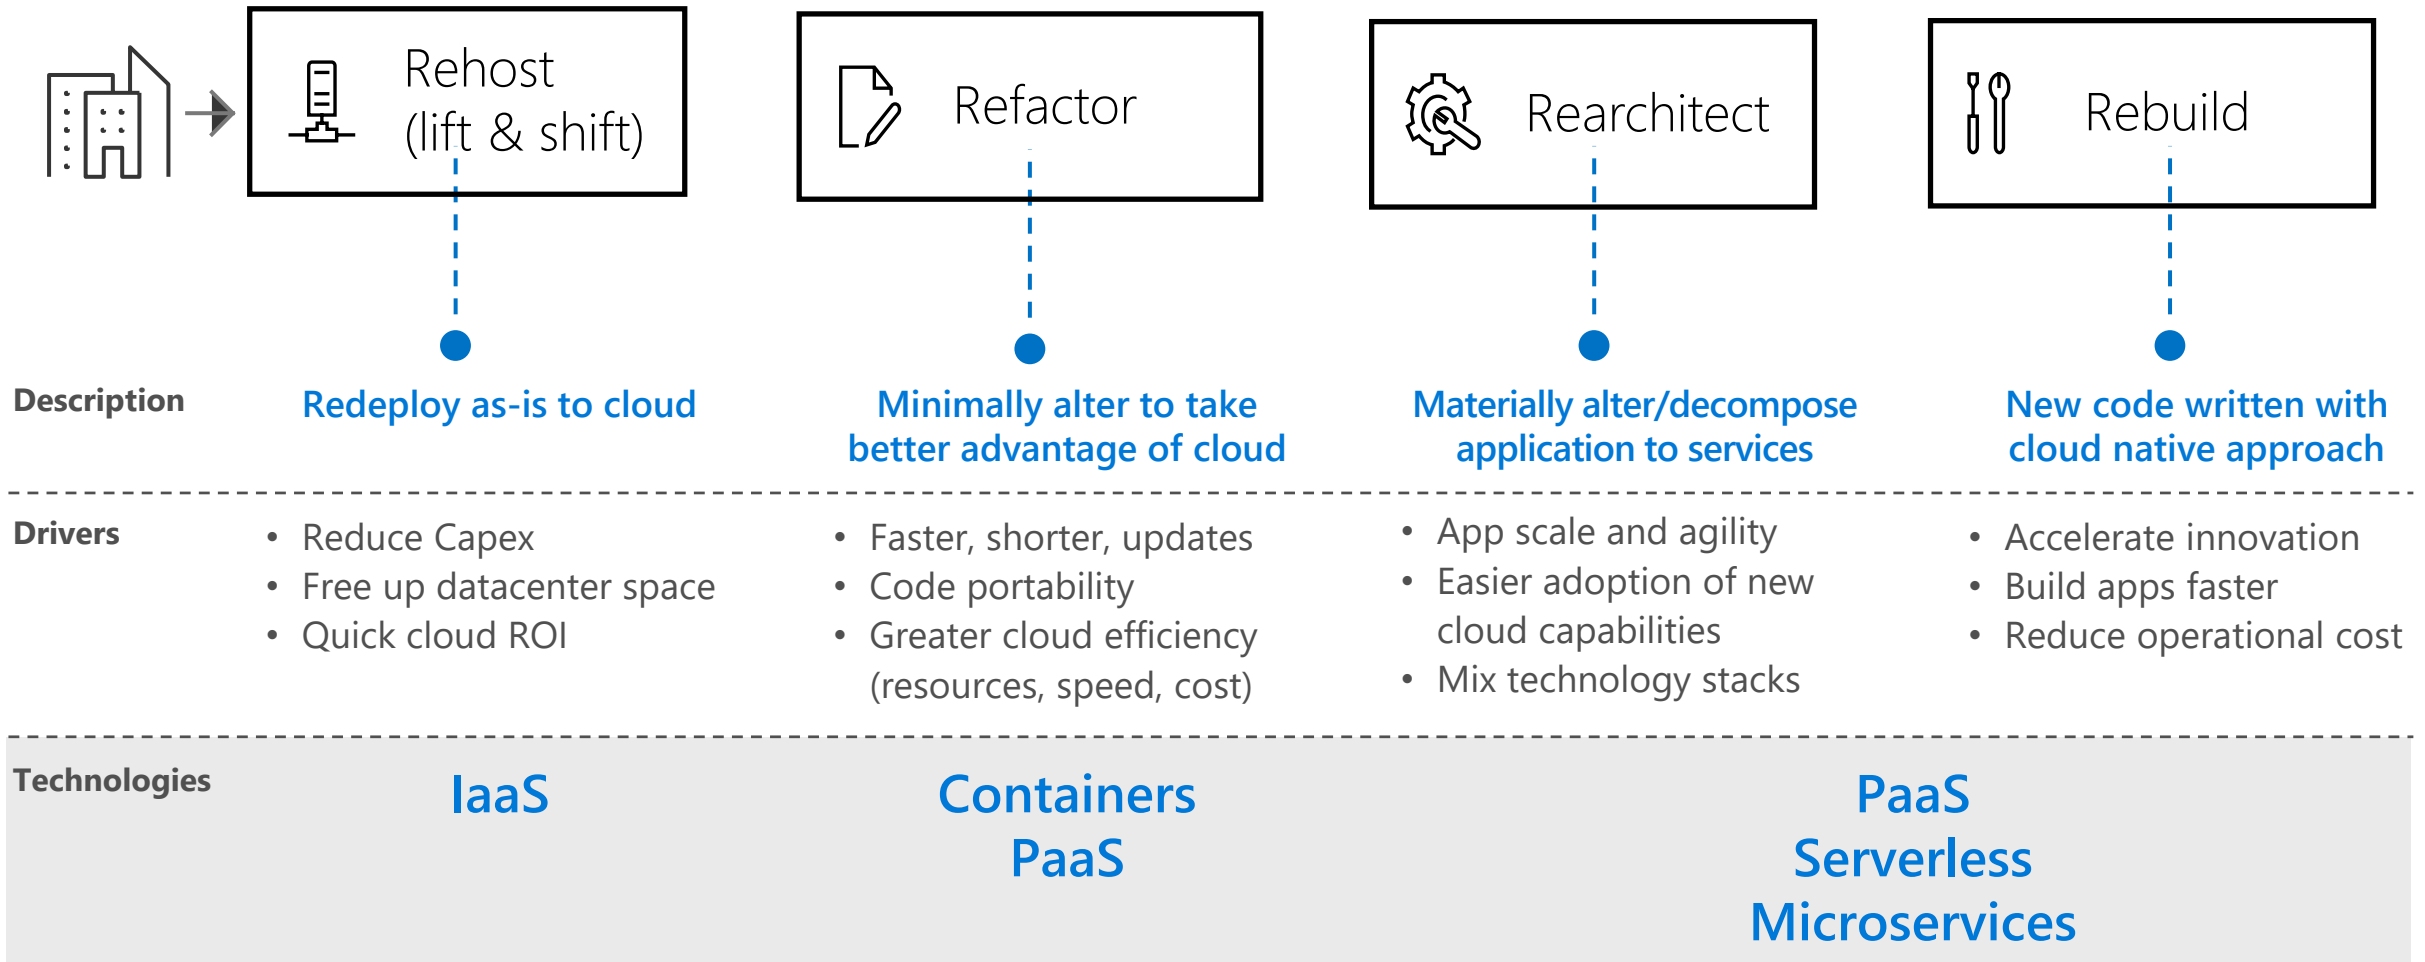 Rehost
(lift & shift)
Refactor
Rearchitect
Rebuild
Description
Redeploy as-is to cloud
Minimally alter to take
better advantage of cloud
Materially alter/decompose
application to services
New code written with
cloud native approach
Drivers
• Reduce Capex
• Free up datacenter space
• Quick cloud ROI
• Faster, shorter, updates
• Code portability
• Greater cloud efficiency
(resources, speed, cost)
• App scale and agility
• Easier adoption of new
cloud capabilities
• Mix technology stacks
• Accelerate innovation
• Build apps faster
• Reduce operational cost
Technologies
IaaS
Containers
PaaS
PaaS
Serverless
Microservices